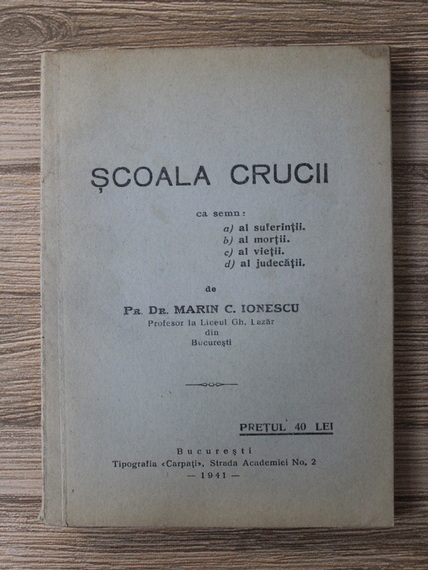 ȘCOALA CRUCII
ca semn:
a) al suferinții.
b) al morții.
c) al vieții.
d) al judecății.
de
PR. DR. MARIN C. IONESCU
Profesor la Liceul Gh. Lazăr
din
București
PREȚUL 40 LEI
București
Tipografia «Carpați», Strada Academiei No. 2
— 1941 —